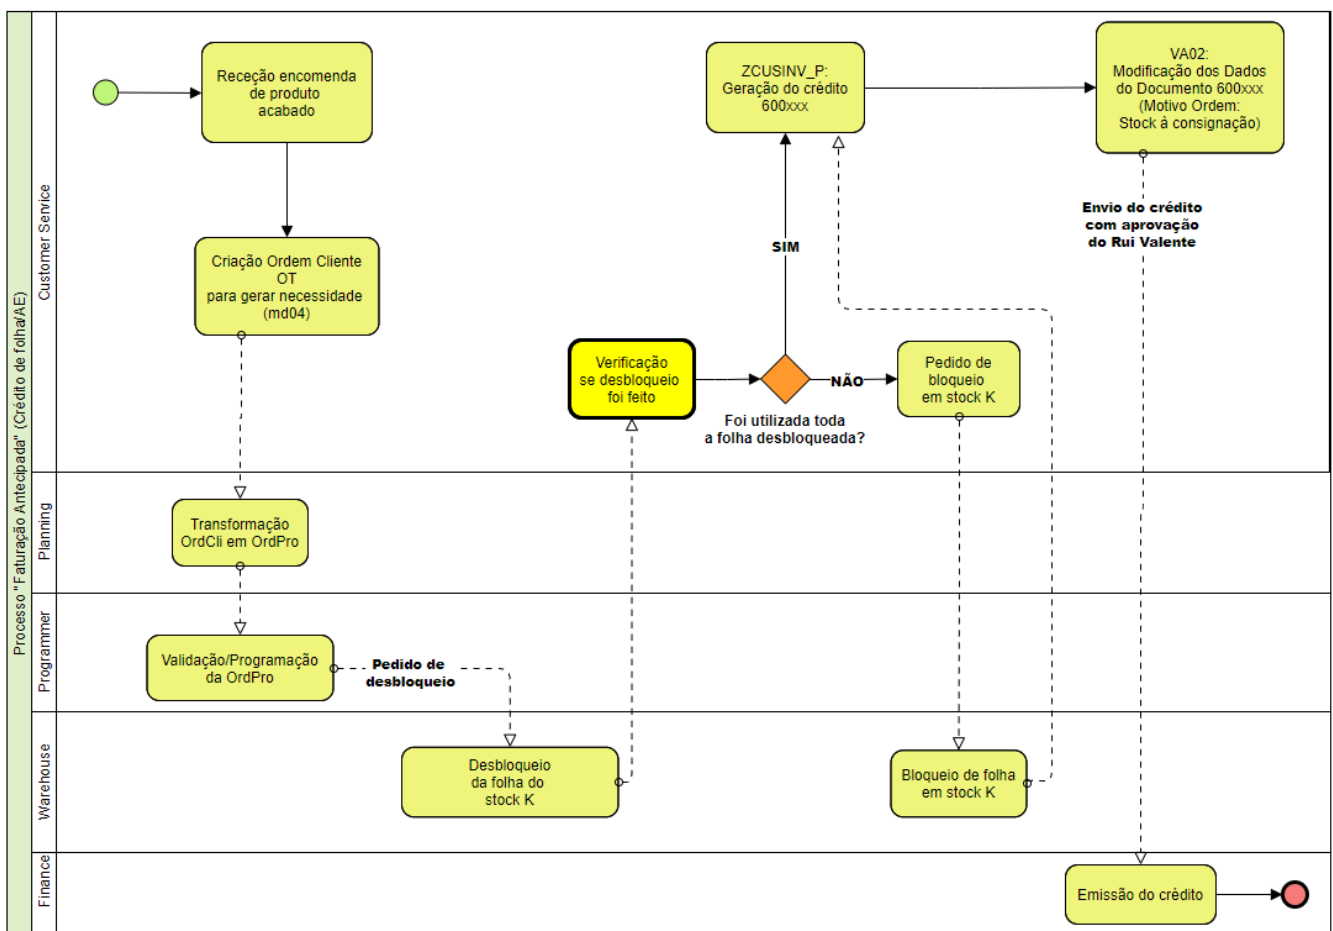 Processo "Faturação Antecipada" (Crédito de folha/AE)
Customer Service
Receção encomenda
de produto
acabado
Criação Ordem Cliente
OT
para gerar necessidade
(md04)
Verificação
se desbloqueio
foi feito
Foi utilizada toda
a folha desbloqueada?
SIM
NÃO
ZCUSINV_P:
Geração do crédito
600xxx
Pedido de
bloqueio
em stock K
VA02:
Modificação dos Dados
do Documento 600xxx
(Motivo Ordem:
Stock à consignação)
Envio do crédito
com aprovação
do Rui Valente
Planning
Transformação
OrdCli em OrdPro
Programmer
Validação/Programação
da OrdPro
Pedido de
desbloqueio
Warehouse
Desbloqueio
da folha do
stock K
Bloqueio de folha
em stock K
Finance
Emissão do crédito